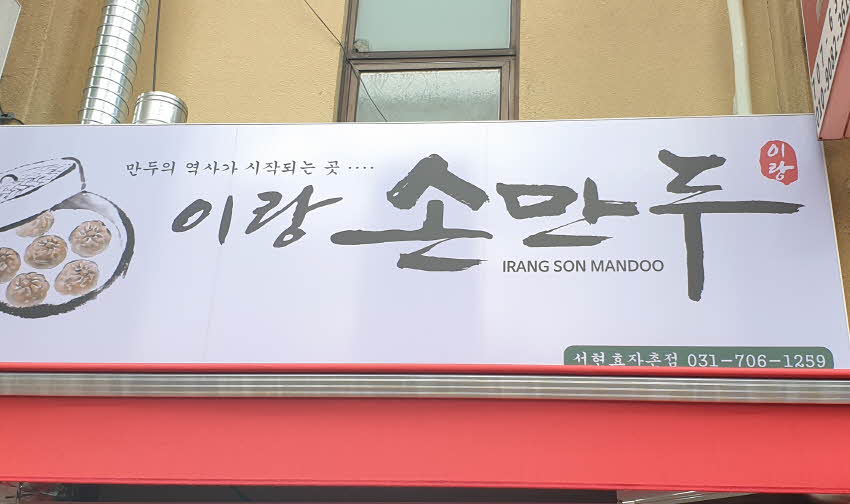 만두의 역사가 시작되는 곳 ····
이랑 손만두
이랑
IRANG SON MANDOO
서현효자촌점 031-706-1259